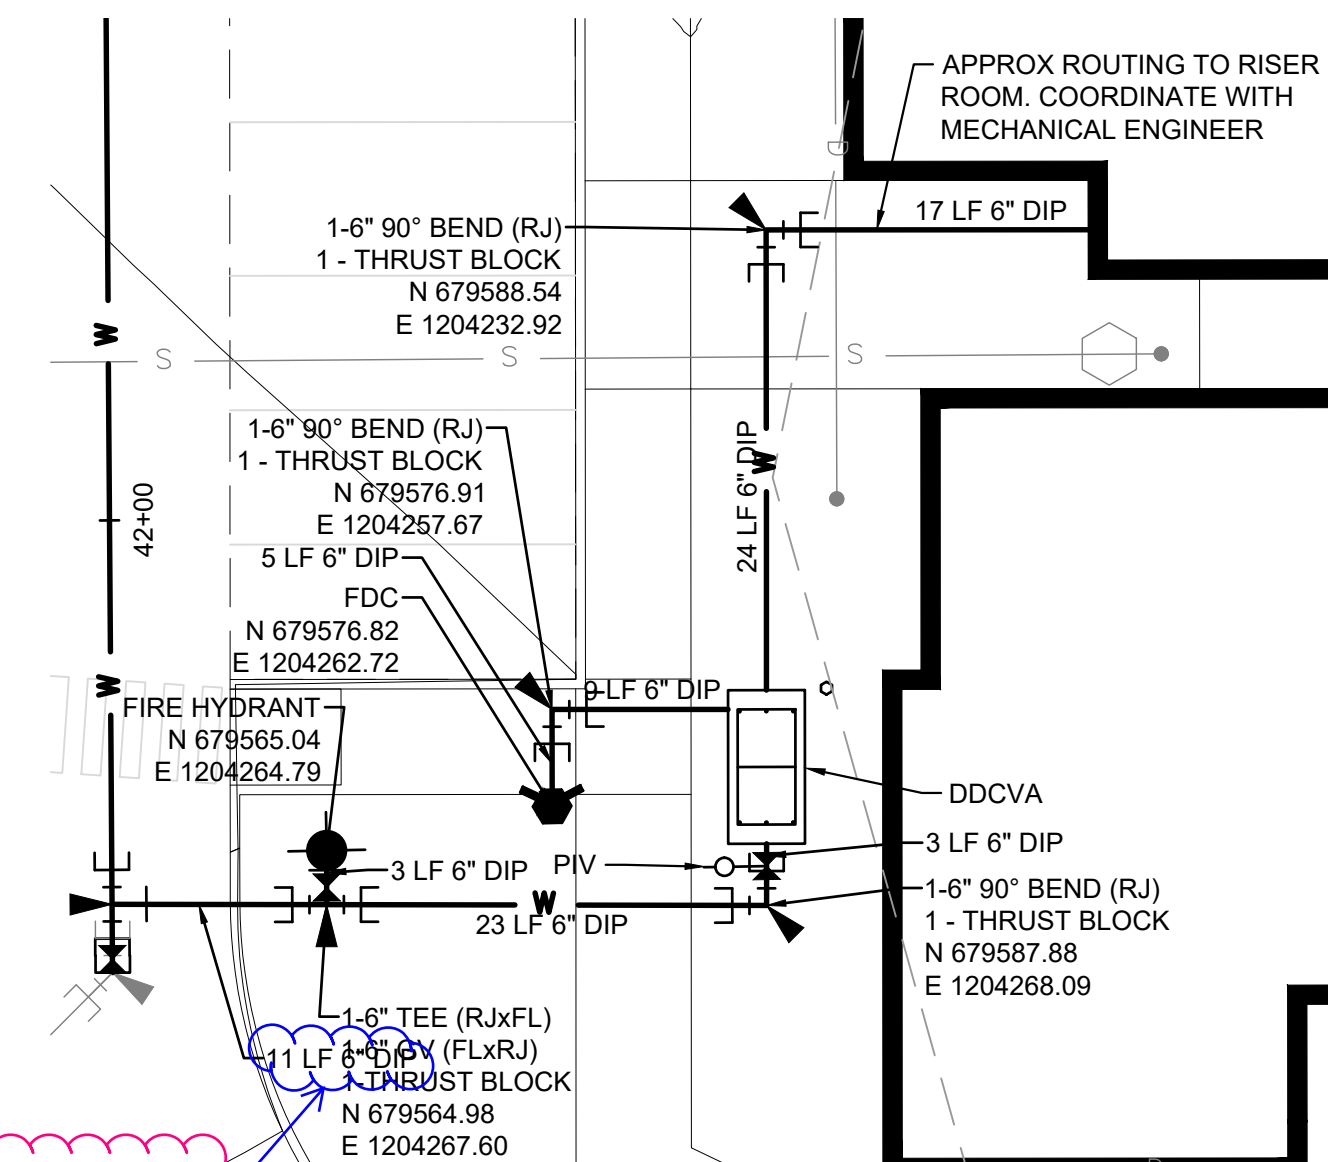 APPROX ROUTING TO RISER
ROOM. COORDINATE WITH
MECHANICAL ENGINEER
D
17 LF 6" DIP
1-6" 90° BEND (RJ)
1 - THRUST BLOCK
N 679588.54
E 1204232.92
W
S
S
S
1-6" 90° BEND (RJ)
1 - THRUST BLOCK
N 679576.91
E 1204257.67
24 LF 6" DIP
W
42+00
5 LF 6" DIP
FDC
N 679576.82
E 1204262.72
W
9 LF 6" DIP
FIRE HYDRANT
N 679565.04
E 1204264.79
DDCVA
3 LF 6" DIP
PIV
3 LF 6" DIP
1-6" 90° BEND (RJ)
1 - THRUST BLOCK
N 679587.88
E 1204268.09
W
23 LF 6" DIP
1-6" TEE (RJxFL)
1-6" GV (FLxRJ)
1-THRUST BLOCK
N 679564.98
E 1204267.60
11 LF 6" DIP